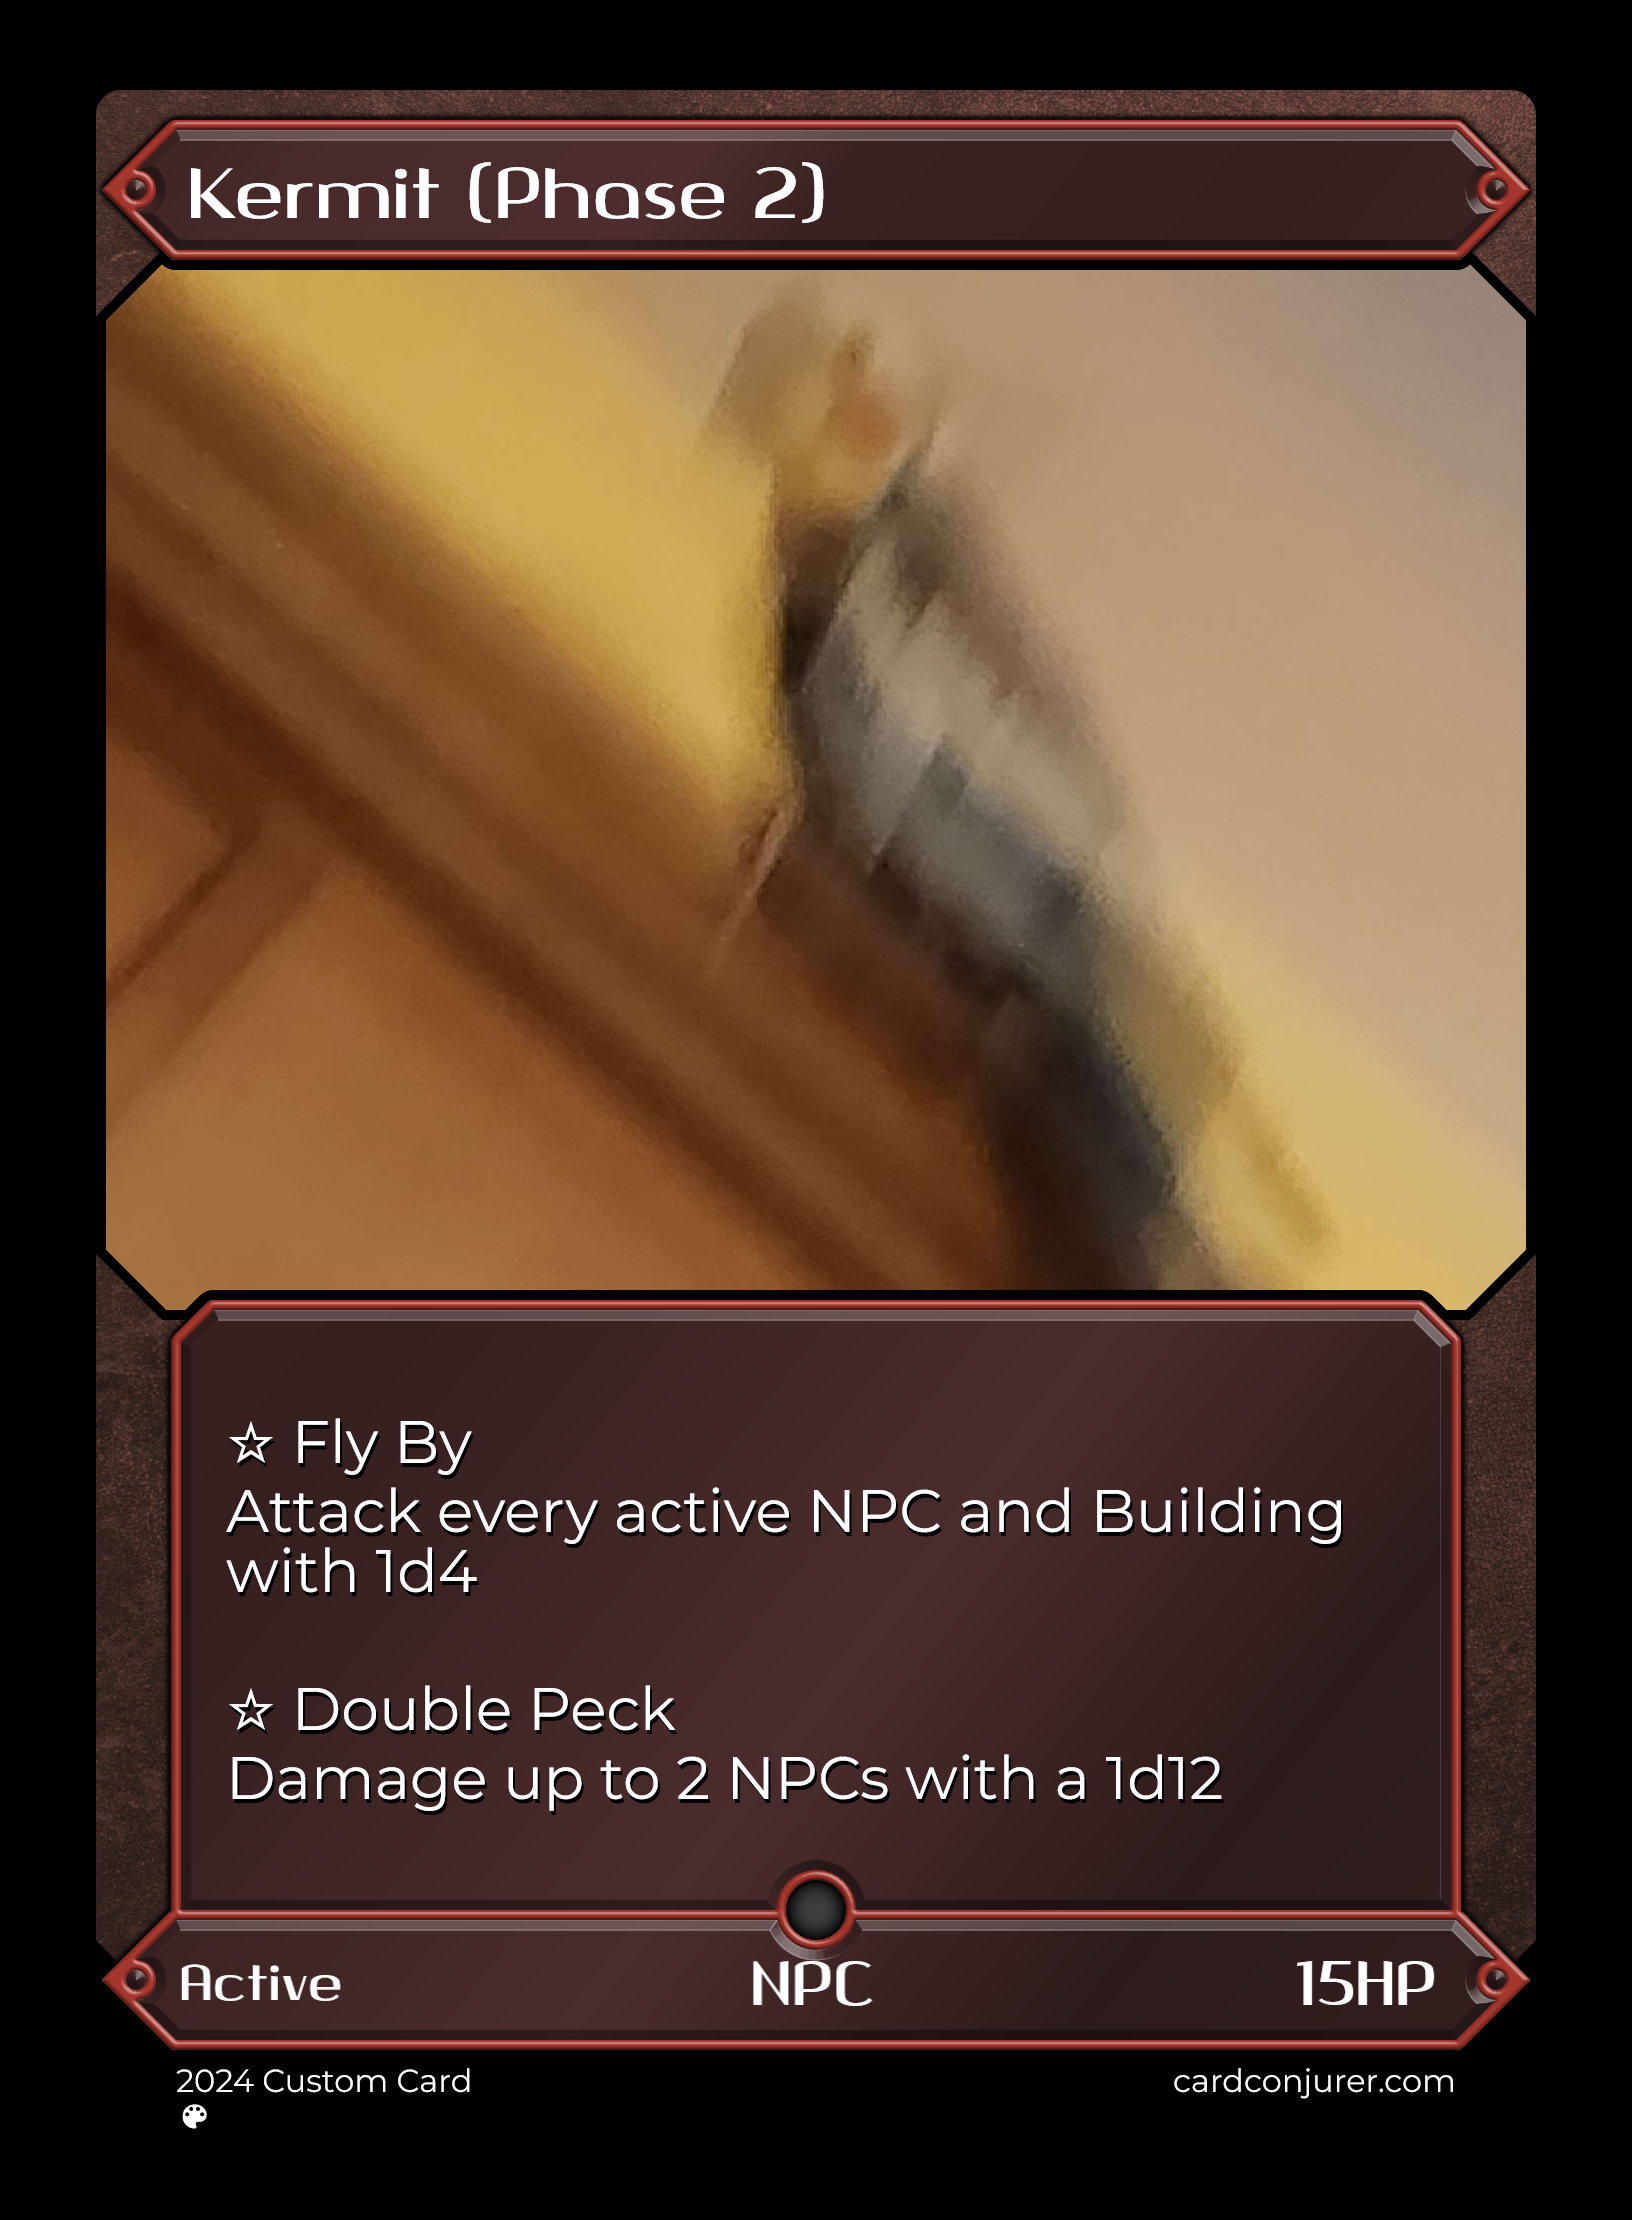 Kermit (Phase 2)
☆ Fly By
Attack every active NPC and Building
with 1d4
☆ Double Peck
Damage up to 2 NPCs with a 1d12
Active
NPC
15HP
2024 Custom Card
cardconjurer.com